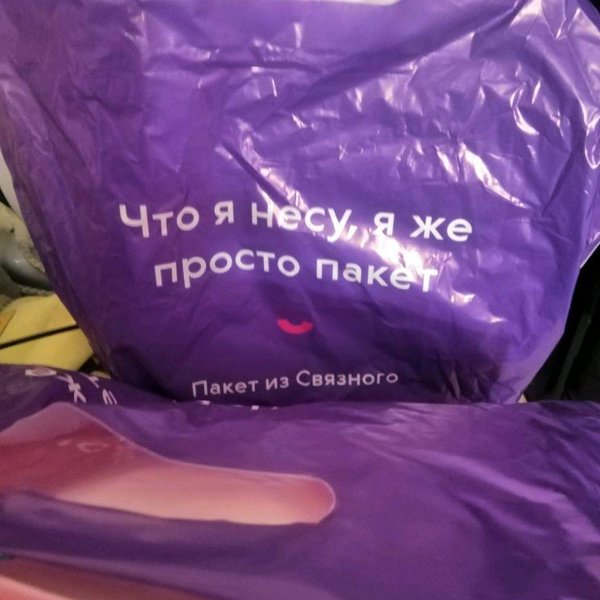 Что я несу, я же
просто пакет
Пакет из Связного